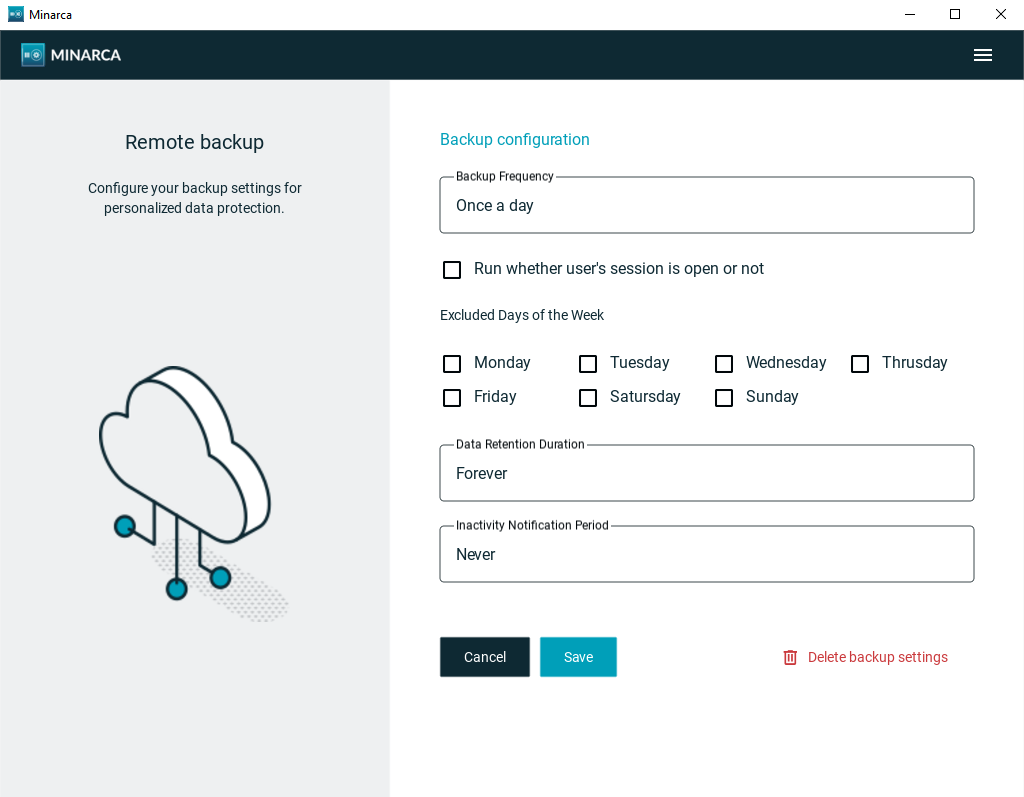 Minarca
MINARCA
Remote backup
Configure your backup settings for
personalized data protection.
Backup configuration
Backup Frequency
Once a day
Run whether user's session is open or not
Excluded Days of the Week
Monday Tuesday Wednesday Thrusday
Friday Satursday Sunday
Data Retention Duration
Forever
Inactivity Notification Period
Never
Cancel Save Delete backup settings